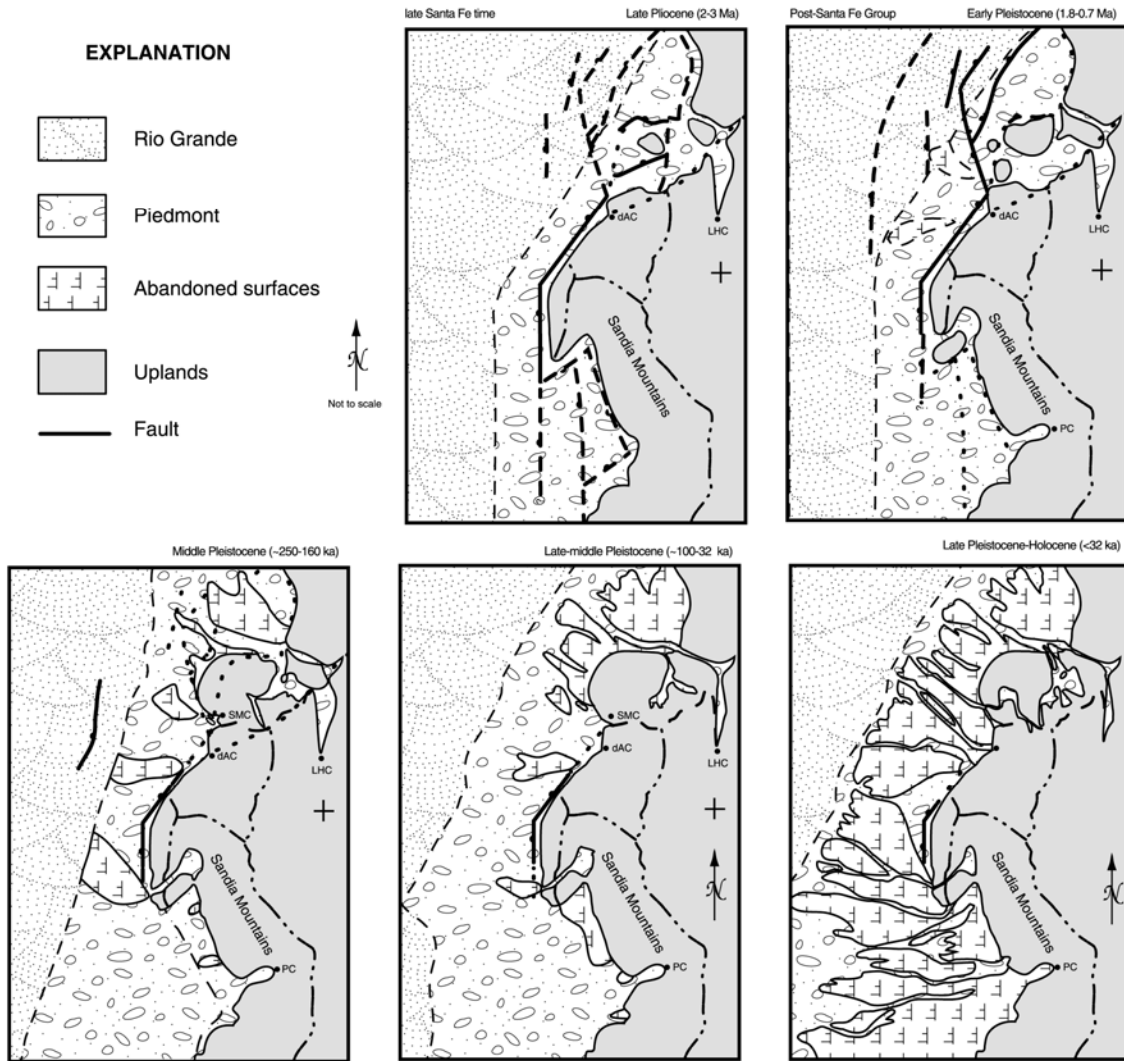 EXPLANATION
Rio Grande
Piedmont
Abandoned surfaces
Uplands
Fault
N
Not to scale
late Santa Fe time Late Pliocene (2-3 Ma)
dAC
LHC
Sandia Mountains
Post-Santa Fe Group Early Pleistocene (1.8-0.7 Ma)
dAC
LHC
Sandia Mountains
?
PC
Middle Pleistocene (~250-160 ka)
SMC
dAC
LHC
Sandia Mountains
PC
Late-middle Pleistocene (~100-32 ka)
SMC
dAC
LHC
Sandia Mountains
N
PC
Late Pleistocene-Holocene (<32 ka)
Sandia Mountains
N
PC